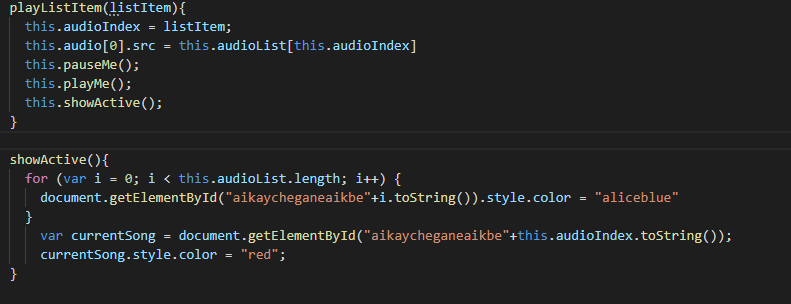 playListItem(listItem){
this.audioIndex = listItem;
this.audio[0].src = this.audioList[this.audioIndex]
this.pauseMe();
this.playMe();
this.showActive();
}
showActive(){
for (var i = 0; i < this.audioList.length; i++) {
document.getElementById("aikaycheganeaikbe"+i.toString()).style.color = "aliceblue"
}
var currentSong = document.getElementById("aikaycheganeaikbe"+this.audioIndex.toString());
currentSong.style.color = "red";
}